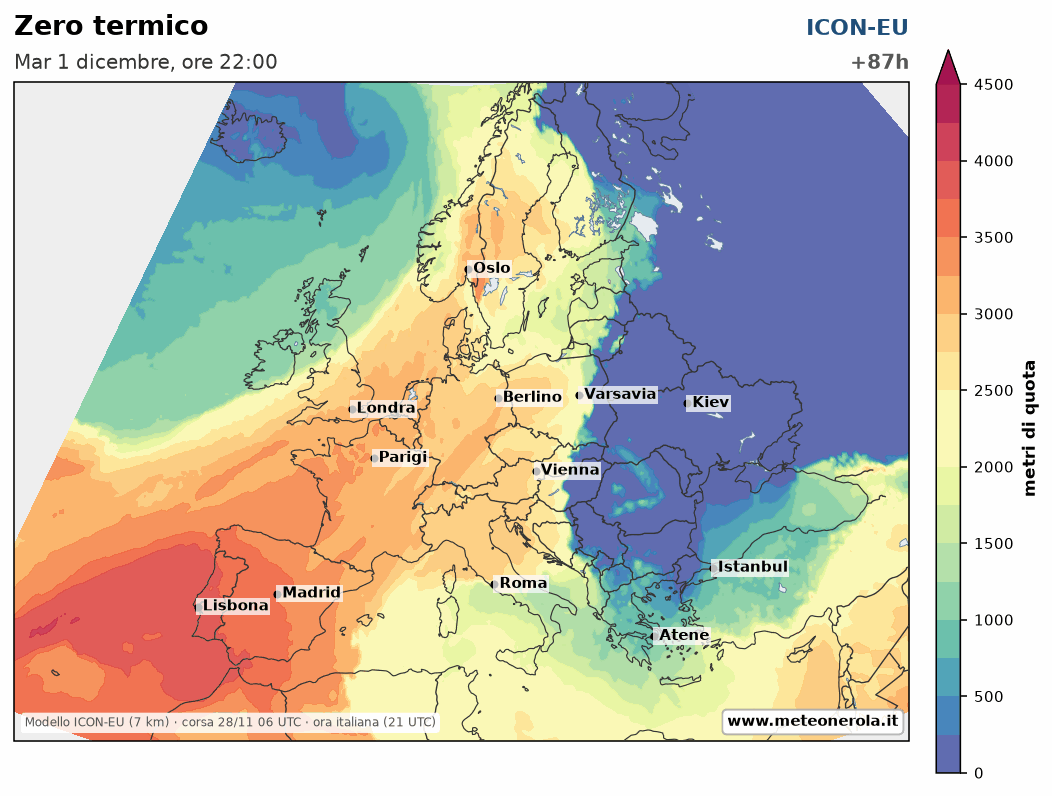 Zero termico
ICON-EU
Mar 1 dicembre, ore 22:00
+87h
4500
4000
3500
3000
2500
2000
1500
1000
500
0
metri di quota
Oslo
Berlino
Varsavia
Kiev
Londra
Parigi
Vienna
Istanbul
Roma
Madrid
Lisbona
Atene
Modello ICON-EU (7 km) · corsa 28/11 06 UTC · ora italiana (21 UTC)
www.meteonerola.it